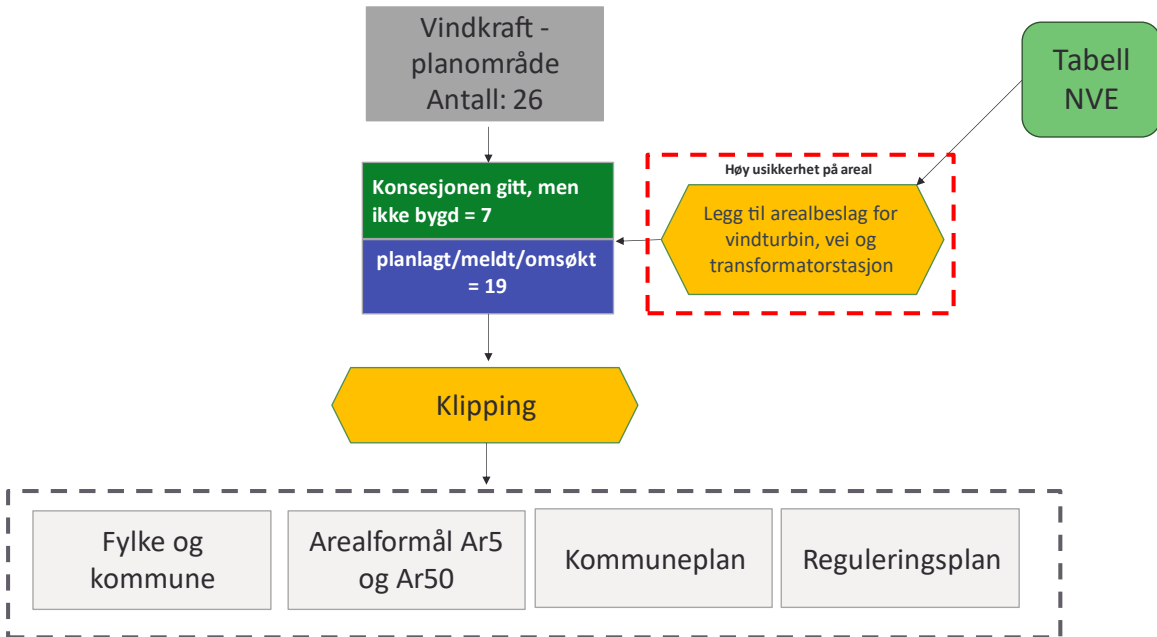 Vindkraft -
planområde
Antall: 26
Tabell
NVE
Konsesjonen gitt, men
ikke bygd = 7
planlagt/meldt/omsøkt
= 19
Høy usikkerhet på areal
Legg til arealbeslag for
vindturbin, vei og
transformatorstasjon
Klipping
Fylke og
kommune
Arealformål Ar5
og Ar50
Kommuneplan
Reguleringsplan